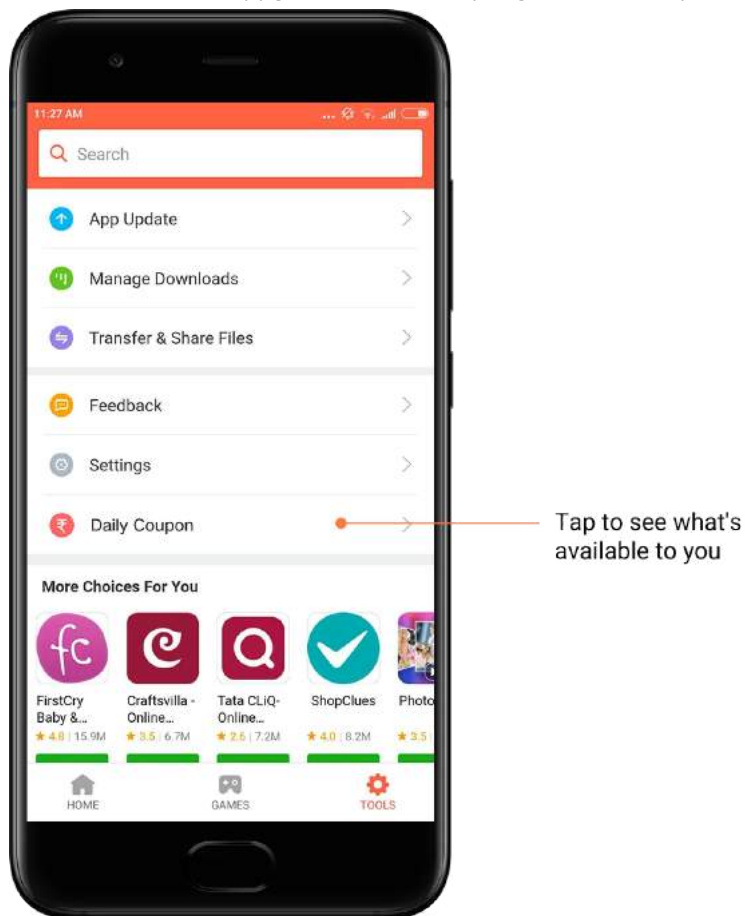 11:27 AM
Search
App Update
Manage Downloads
Transfer & Share Files
Feedback
Settings
₹ Daily Coupon
Tap to see what's
available to you
More Choices For You
fc
e
Q
FirstCry Craftsvilla - Tata CLiQ- ShopClues Photo
Baby &... Online... Online...
★ 4.8 | 15.9M ★ 3.5 | 6.7M ★ 2.6 | 7.2M ★ 4.0 | 8.2M ★ 3.5
HOME GAMES TOOLS